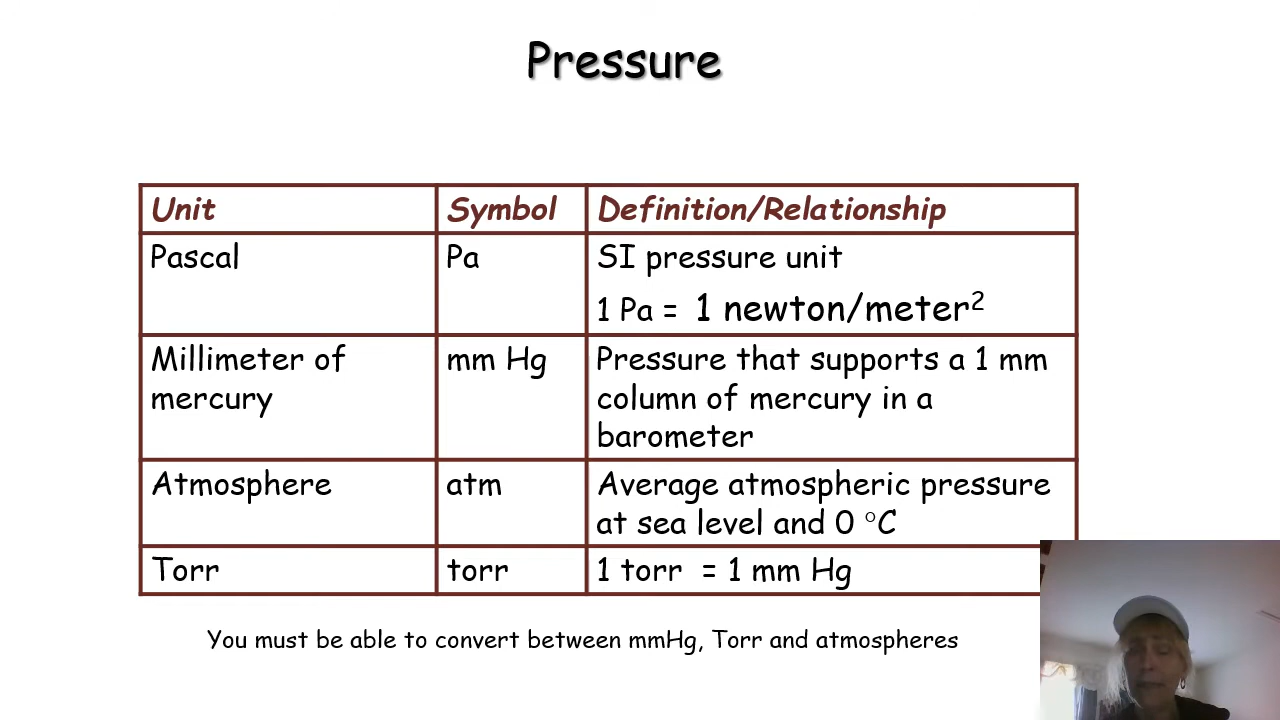 Pressure
Unit Symbol Definition/Relationship
Pascal Pa SI pressure unit
1 Pa = 1 newton/meter²
Millimeter of mm Hg Pressure that supports a 1 mm
mercury column of mercury in a
barometer
Atmosphere atm Average atmospheric pressure
at sea level and 0 °C
Torr torr 1 torr = 1 mm Hg
You must be able to convert between mmHg, Torr and atmospheres